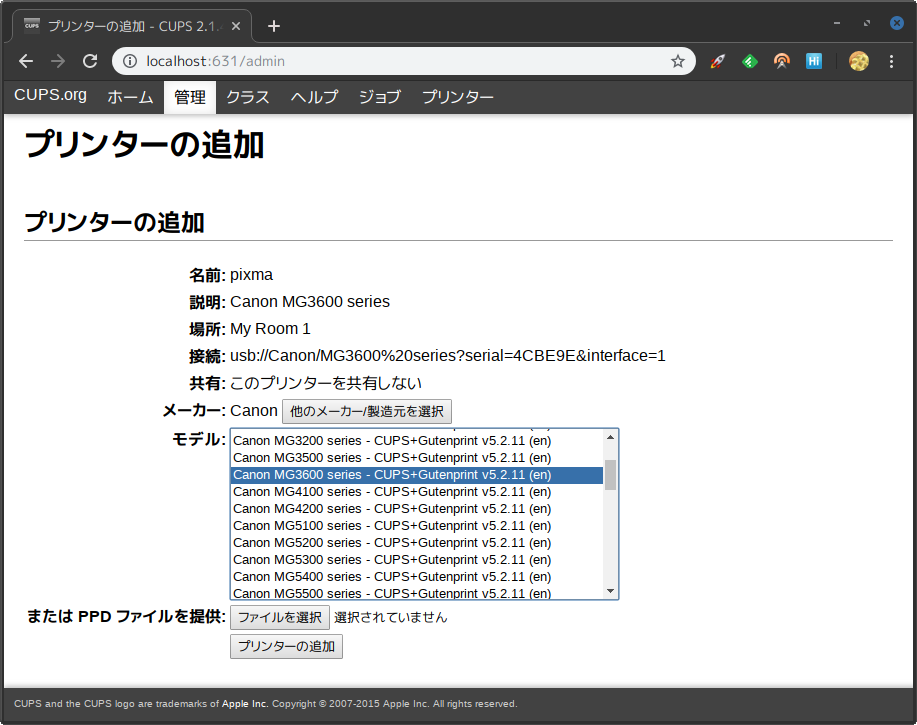 プリンターの追加 - CUPS 2.1.
localhost:631/admin
CUPS.org ホーム 管理 クラス ヘルプ ジョブ プリンター
プリンターの追加
プリンターの追加
名前: pixma
説明: Canon MG3600 series
場所: My Room 1
接続: usb://Canon/MG3600%20series?serial=4CBE9E&interface=1
共有: このプリンターを共有しない
メーカー: Canon 他のメーカー/製造元を選択
モデル:
Canon MG3200 series - CUPS+Gutenprint v5.2.11 (en)
Canon MG3500 series - CUPS+Gutenprint v5.2.11 (en)
Canon MG3600 series - CUPS+Gutenprint v5.2.11 (en)
Canon MG4100 series - CUPS+Gutenprint v5.2.11 (en)
Canon MG4200 series - CUPS+Gutenprint v5.2.11 (en)
Canon MG5100 series - CUPS+Gutenprint v5.2.11 (en)
Canon MG5200 series - CUPS+Gutenprint v5.2.11 (en)
Canon MG5300 series - CUPS+Gutenprint v5.2.11 (en)
Canon MG5400 series - CUPS+Gutenprint v5.2.11 (en)
Canon MG5500 series - CUPS+Gutenprint v5.2.11 (en)
または PPD ファイルを提供: ファイルを選択 選択されていません
プリンターの追加
CUPS and the CUPS logo are trademarks of Apple Inc. Copyright © 2007-2015 Apple Inc. All rights reserved.